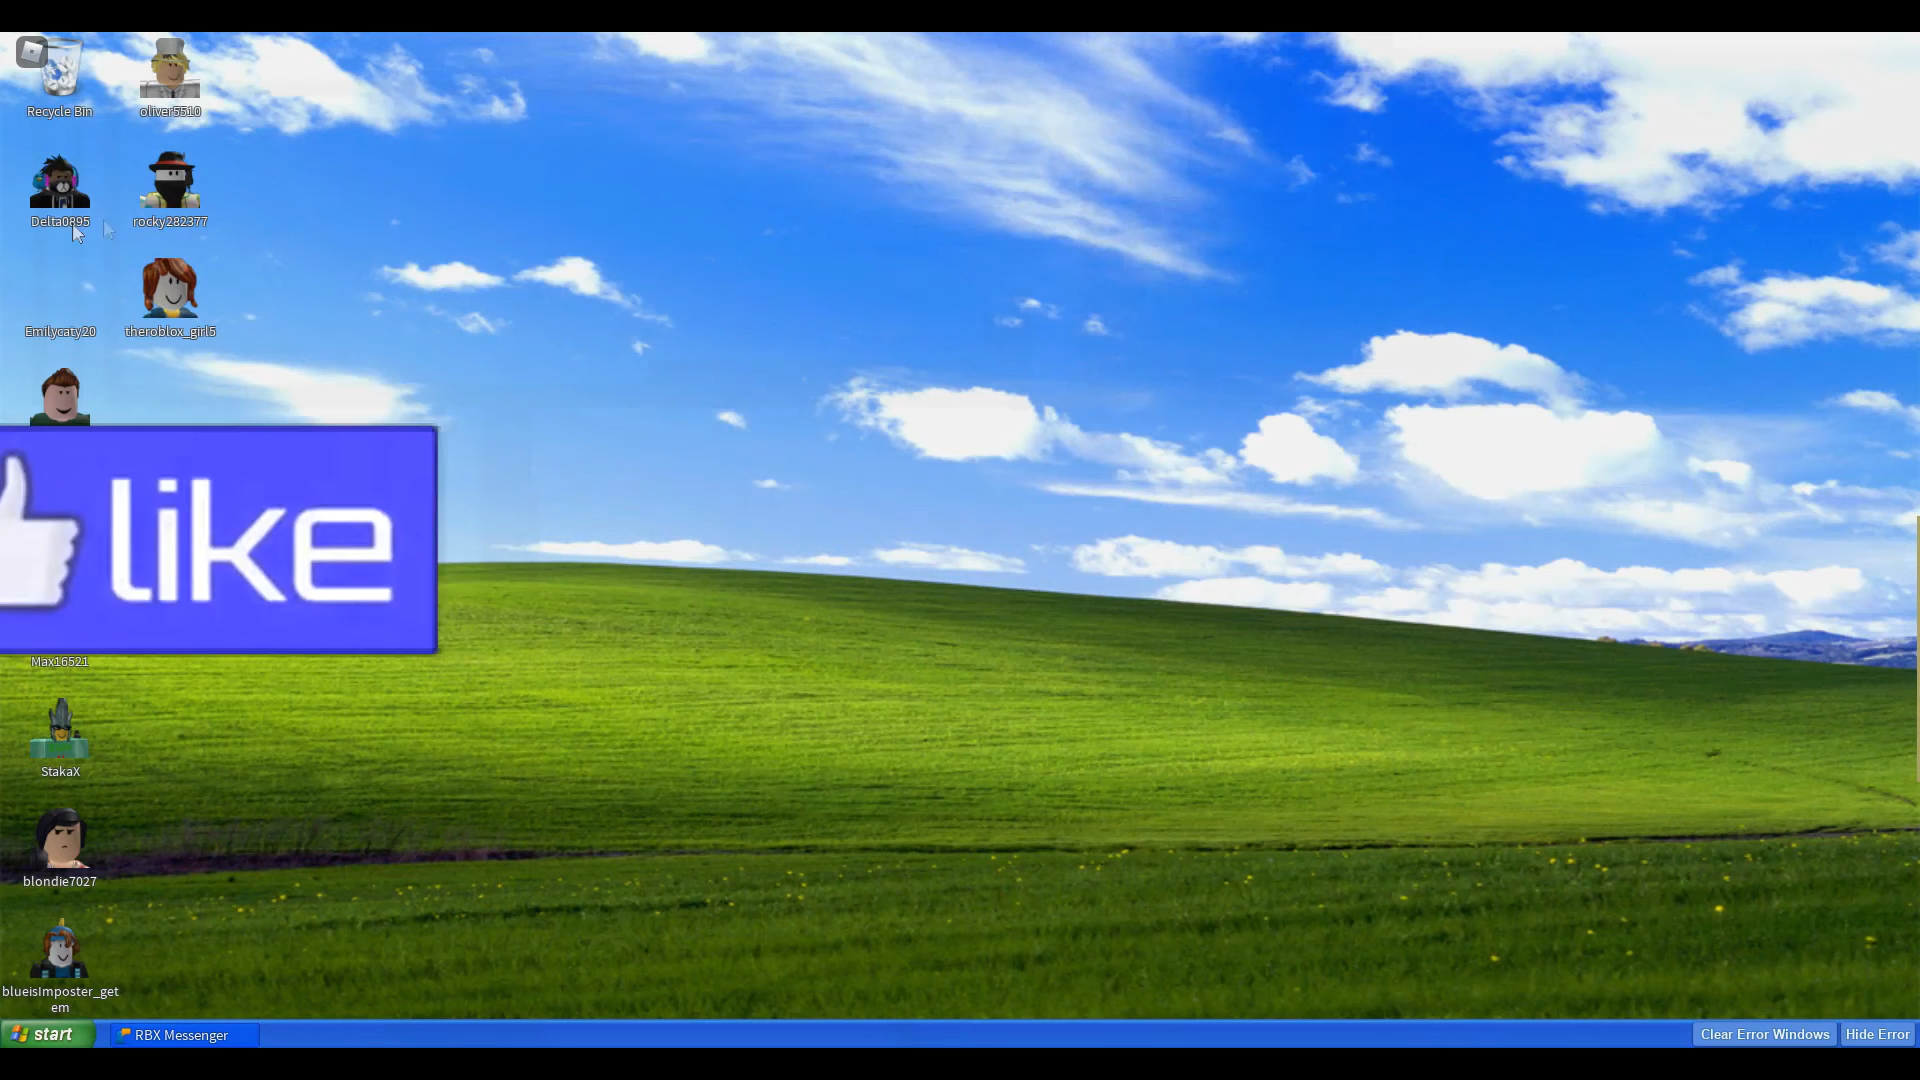 Recycle Bin
oliver5510
Delta0895
rocky282377
Emilycaty20
theroblox_girl5
like
Max16521
StakaX
blondie7027
blueisImposter_get
em
start
RBX Messenger
Clear Error Windows
Hide Error